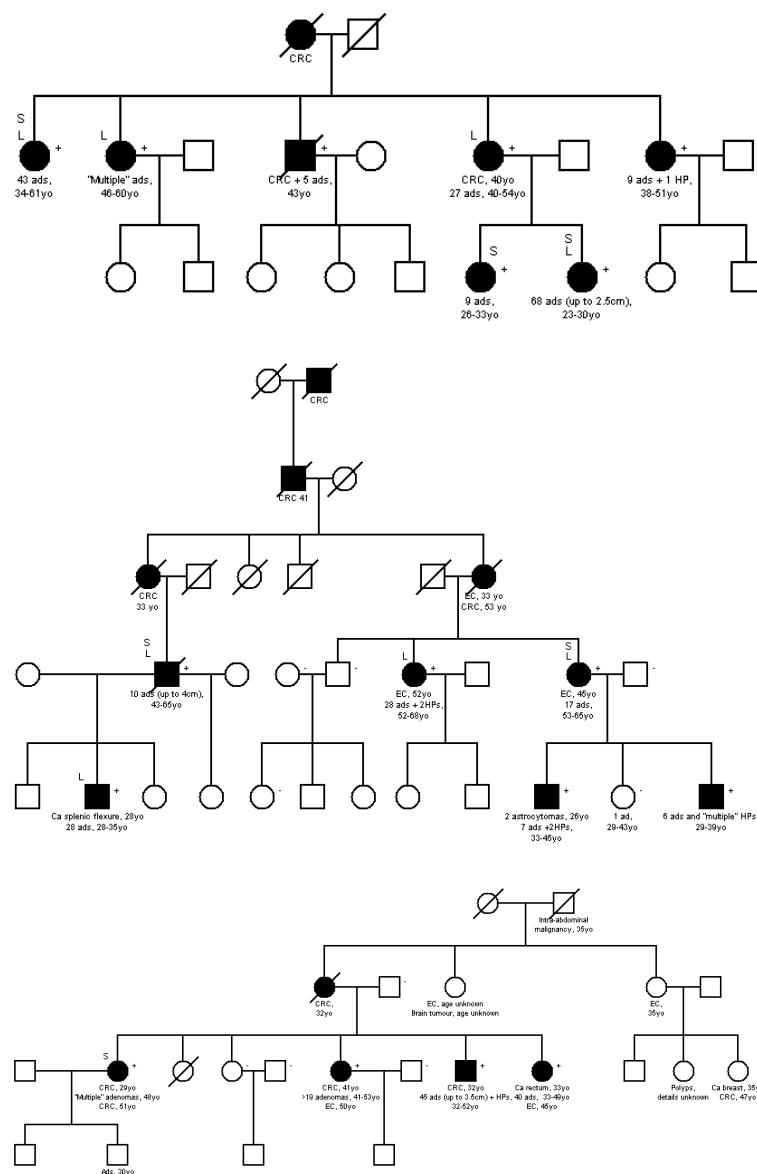 CRC
S
L + L + + L + +
43 ads, "Multiple" ads, CRC + 5 ads, CRC, 40yo 9 ads + 1 HP,
34-61yo 46-60yo 43yo 27 ads, 40-54yo 38-51yo
S S
+ L +
9 ads, 68 ads (up to 2.5cm),
26-33yo 23-30yo
CRC
CRC 41
CRC EC, 33 yo
33 yo CRC, 53 yo
S S
L + - - L + L + -
10 ads (up to 4cm), EC, 52yo EC, 45yo
43-65yo 28 ads + 2HPs, 17 ads,
52-68yo 53-65yo
L + - + - +
Ca splenic flexure, 28yo 2 astrocytomas, 26yo 1 ad, 6 ads and "multiple" HPs
28 ads, 28-35yo 7 ads +2HPs, 29-43yo 29-39yo
33-45yo
Intra-abdominal
malignancy, 35yo
-
CRC, EC, age unknown EC,
32yo Brain tumour, age unknown 35yo
S + - - + - + +
CRC, 29yo CRC, 41yo CRC, 32yo Ca rectum, 33yo Polyps, Ca breast, 35yo
"Multiple" adenomas, 48yo >19 adenomas, 41-53yo 45 ads (up to 3.5cm) + HPs, 40 ads, 33-49yo details unknown CRC, 47yo
CRC, 51yo EC, 50yo 32-52yo EC, 45yo
Ads, 30yo